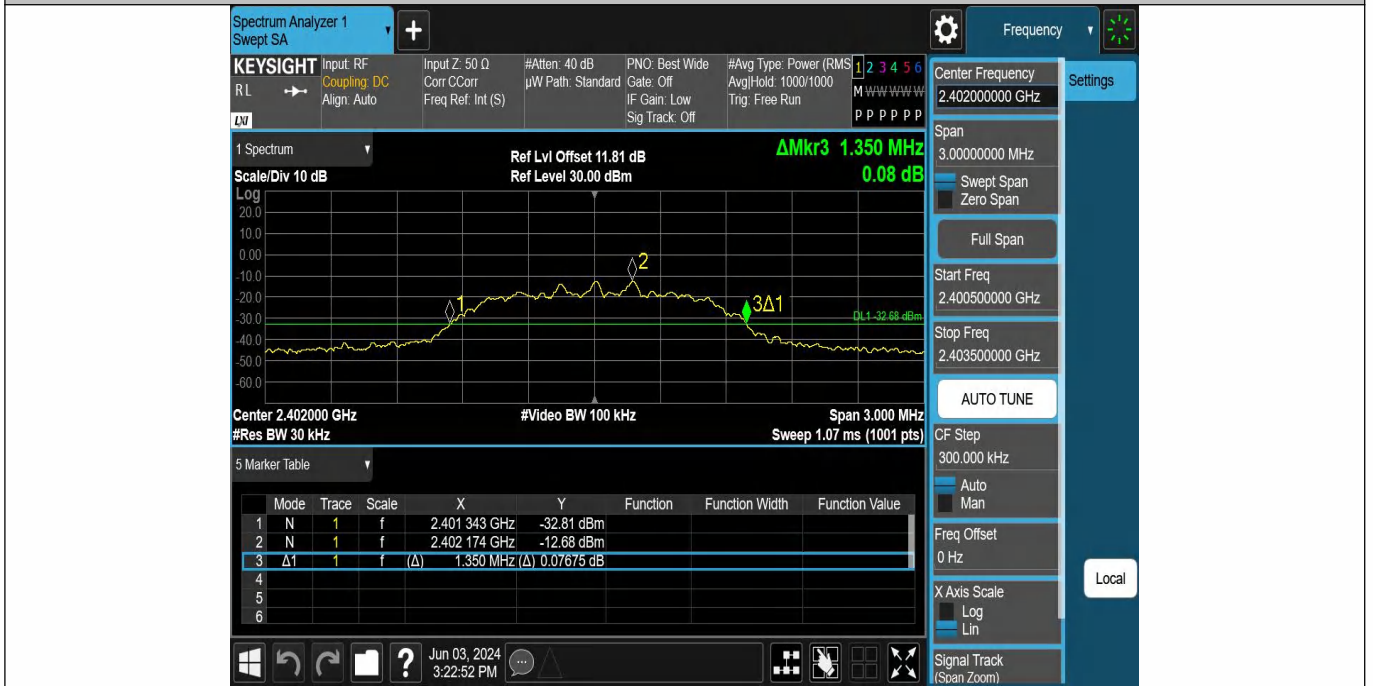 Spectrum Analyzer 1
Swept SA
+
Frequency
KEYSIGHT
RL
LXI
Input: RF
Coupling: DC
Align: Auto
Input Z: 50 Ω
Corr CCorr
Freq Ref: Int (S)
#Atten: 40 dB
µW Path: Standard
PNO: Best Wide
Gate: Off
IF Gain: Low
Sig Track: Off
#Avg Type: Power (RMS
Avg|Hold: 1000/1000
Trig: Free Run
1 2 3 4 5 6
M W W W W W
P P P P P P
1 Spectrum
Scale/Div 10 dB
Ref Lvl Offset 11.81 dB
Ref Level 30.00 dBm
ΔMkr3 1.350 MHz
0.08 dB
Log
20.0
10.0
0.00
-10.0
-20.0
-30.0
-40.0
-50.0
-60.0
1
2
3Δ1
DL1 -32.68 dBm
Center 2.402000 GHz
#Video BW 100 kHz
Span 3.000 MHz
#Res BW 30 kHz
Sweep 1.07 ms (1001 pts)
5 Marker Table
Mode Trace Scale X Y Function Function Width Function Value
1 N 1 f 2.401 343 GHz -32.81 dBm
2 N 1 f 2.402 174 GHz -12.68 dBm
3 Δ1 1 f (Δ) 1.350 MHz (Δ) 0.07675 dB
4
5
6
Jun 03, 2024
3:22:52 PM
?
Center Frequency
2.402000000 GHz
Settings
Span
3.00000000 MHz
Swept Span
Zero Span
Full Span
Start Freq
2.400500000 GHz
Stop Freq
2.403500000 GHz
AUTO TUNE
CF Step
300.000 kHz
Auto
Man
Freq Offset
0 Hz
X Axis Scale
Log
Lin
Local
Signal Track
(Span Zoom)